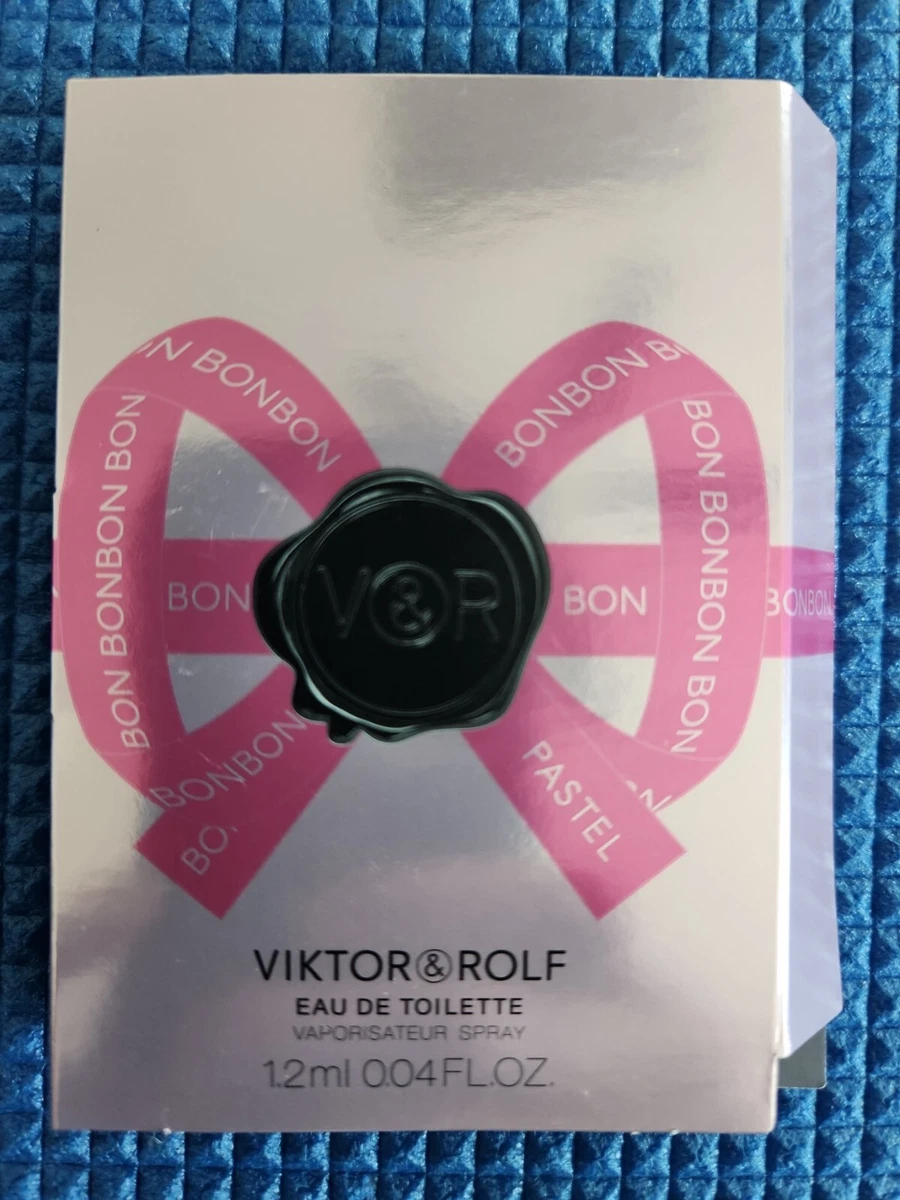 BON BONBON
BONBON B
BON BONBON BON
BON BONBON BON
BON
V&R
BON
BONBON
BONBON
BO
PASTEL
VIKTOR&ROLF
EAU DE TOILETTE
VAPORISATEUR SPRAY
1.2ml 0.04FL.OZ.